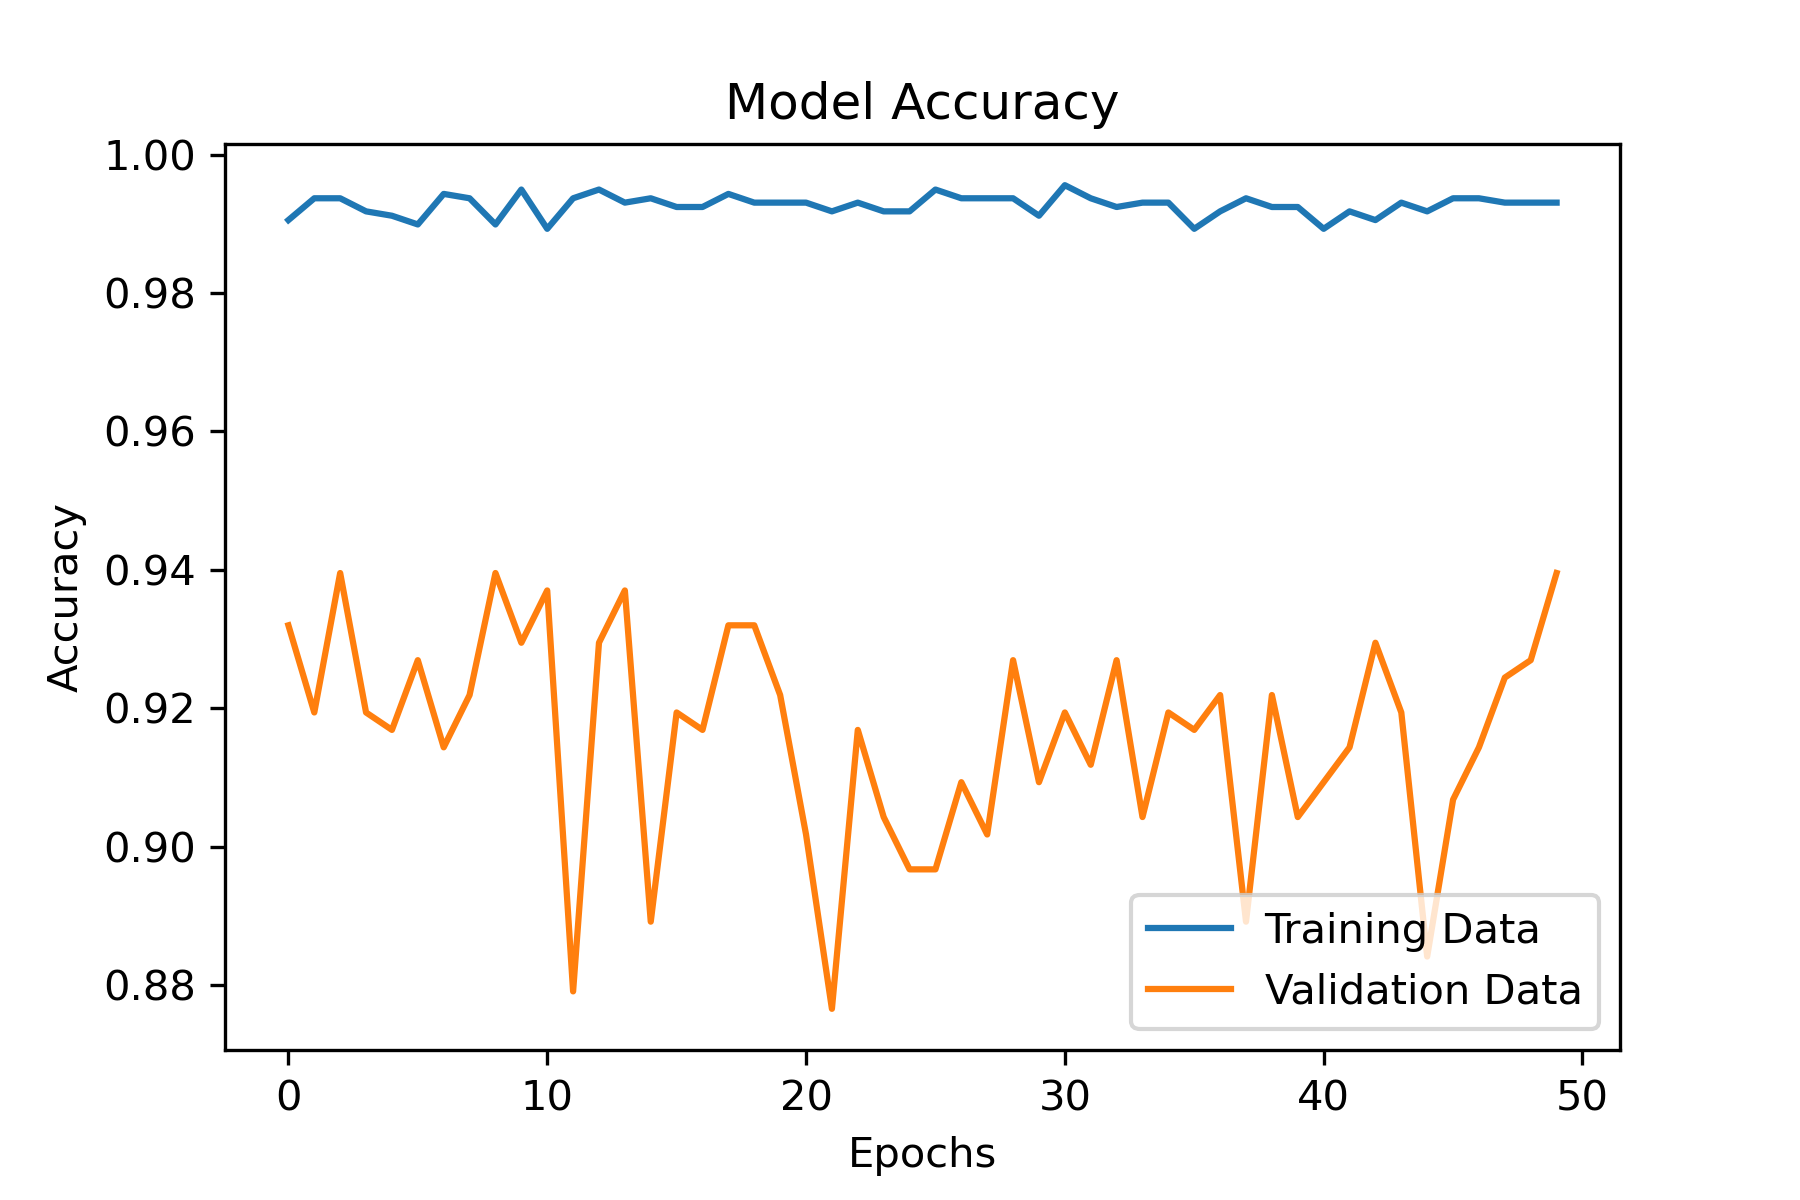 Model Accuracy
1.00
0.98
0.96
0.94
0.92
0.90
0.88
Accuracy
Training Data
Validation Data
0 10 20 30 40 50
Epochs